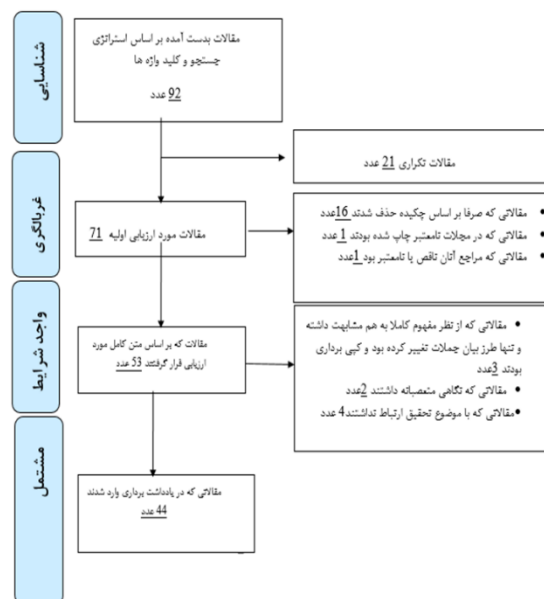 شناسایی
مقالات بدست آمده بر اساس استراتژی
جستجو و کلید واژه ها
92 عدد
مقالات تکراری 21 عدد
غربالگری
مقالات مورد ارزیابی اولیه 71
• مقالاتی که صرفا بر اساس چکیده حذف شدند 16عدد
• مقالاتی که در مجلات نامعتبر چاپ شده بودند 1 عدد
• مقالاتی که مراجع آنان ناقص یا نامعتبر بود 1عدد
واجد شرایط
مقالات که بر اساس متن کامل مورد
ارزیابی قرار گرفتند 53 عدد
• مقالاتی که از نظر مفهوم کاملا به هم مشابهت داشته
و تنها طرز بیان جملات تغییر کرده بود و کپی برداری
بودند 3عدد
• مقالاتی که نگاهی متعصبانه داشتند 2عدد
•مقالاتی که با موضوع تحقیق ارتباط نداشتند4 عدد
مشتمل
مقالاتی که در یادداشت برداری وارد شدند
44 عدد